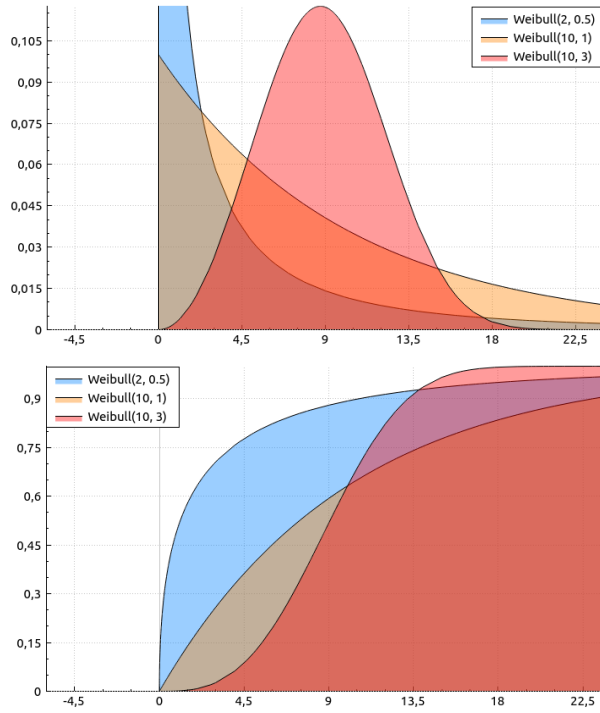 Weibull(2, 0.5)
Weibull(10, 1)
Weibull(10, 3)
0,105
0,09
0,075
0,06
0,045
0,03
0,015
0
-4,5 0 4,5 9 13,5 18 22,5
Weibull(2, 0.5)
Weibull(10, 1)
Weibull(10, 3)
0,9
0,75
0,6
0,45
0,3
0,15
0
-4,5 0 4,5 9 13,5 18 22,5